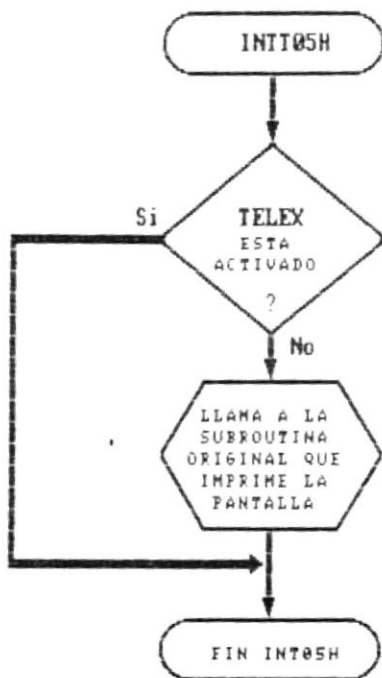 INTT05H
Si
TELEX
ESTA
ACTIVADO
?
No
LLAMA A LA
SUBROUTINA
ORIGINAL QUE
IMPRIME LA
PANTALLA
FIN INT05H